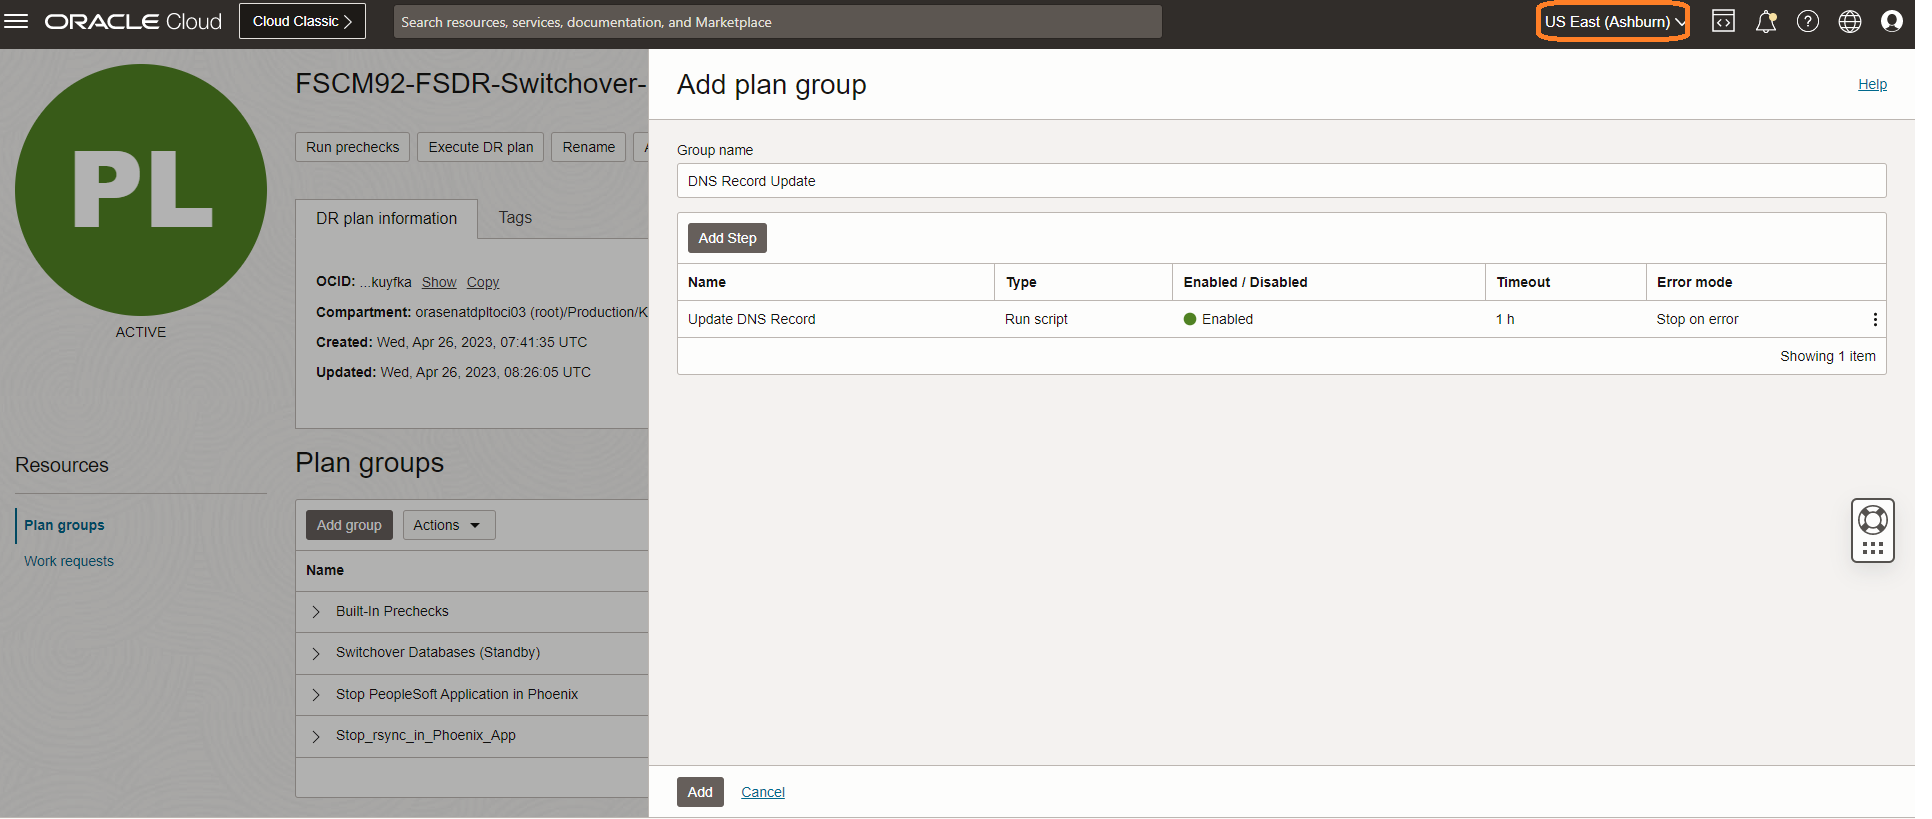 ORACLE Cloud
Cloud Classic
Search resources, services, documentation, and Marketplace
US East (Ashburn)
PL
ACTIVE
FSCM92-FSDR-Switchover-
Run prechecks
Execute DR plan
Rename
DR plan information
Tags
OCID: ...kuyfka Show Copy
Compartment: orasenatdpltoci03 (root)/Production/K
Created: Wed, Apr 26, 2023, 07:41:35 UTC
Updated: Wed, Apr 26, 2023, 08:26:05 UTC
Resources
Plan groups
Work requests
Plan groups
Add group
Actions
Name
Built-In Prechecks
Switchover Databases (Standby)
Stop PeopleSoft Application in Phoenix
Stop_rsync_in_Phoenix_App
Add plan group
Help
Group name
DNS Record Update
Add Step
Name Type Enabled / Disabled Timeout Error mode
Update DNS Record Run script Enabled 1 h Stop on error
Showing 1 item
Add
Cancel